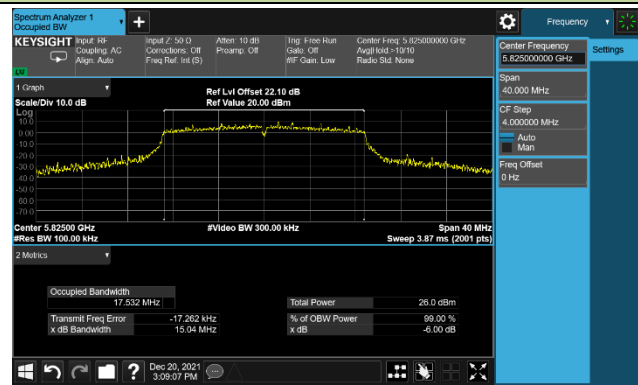 Spectrum Analyzer 1
Occupied BW
Frequency
KEYSIGHT
Input: RF
Coupling: AC
Align: Auto
Input Z: 50 Ω
Corrections: Off
Freq Ref: Int (S)
Atten: 10 dB
Preamp: Off
Trig: Free Run
Gate: Off
#IF Gain: Low
Center Freq: 5.825000000 GHz
Avg|Hold:>10/10
Radio Std: None
Center Frequency
5.825000000 GHz
Settings
Span
40.000 MHz
CF Step
4.000000 MHz
Auto
Man
Freq Offset
0 Hz
1 Graph
Scale/Div 10.0 dB
Ref Lvl Offset 22.10 dB
Ref Value 20.00 dBm
Log
10.0
0.00
-10.0
-20.0
-30.0
-40.0
-50.0
-60.0
-70.0
Center 5.82500 GHz
#Res BW 100.00 kHz
#Video BW 300.00 kHz
Span 40 MHz
Sweep 3.87 ms (2001 pts)
2 Metrics
Occupied Bandwidth
17.532 MHz
Total Power 26.0 dBm
Transmit Freq Error -17.262 kHz
% of OBW Power 99.00 %
x dB Bandwidth 15.04 MHz
x dB -6.00 dB
?
Dec 20, 2021
3:09:07 PM